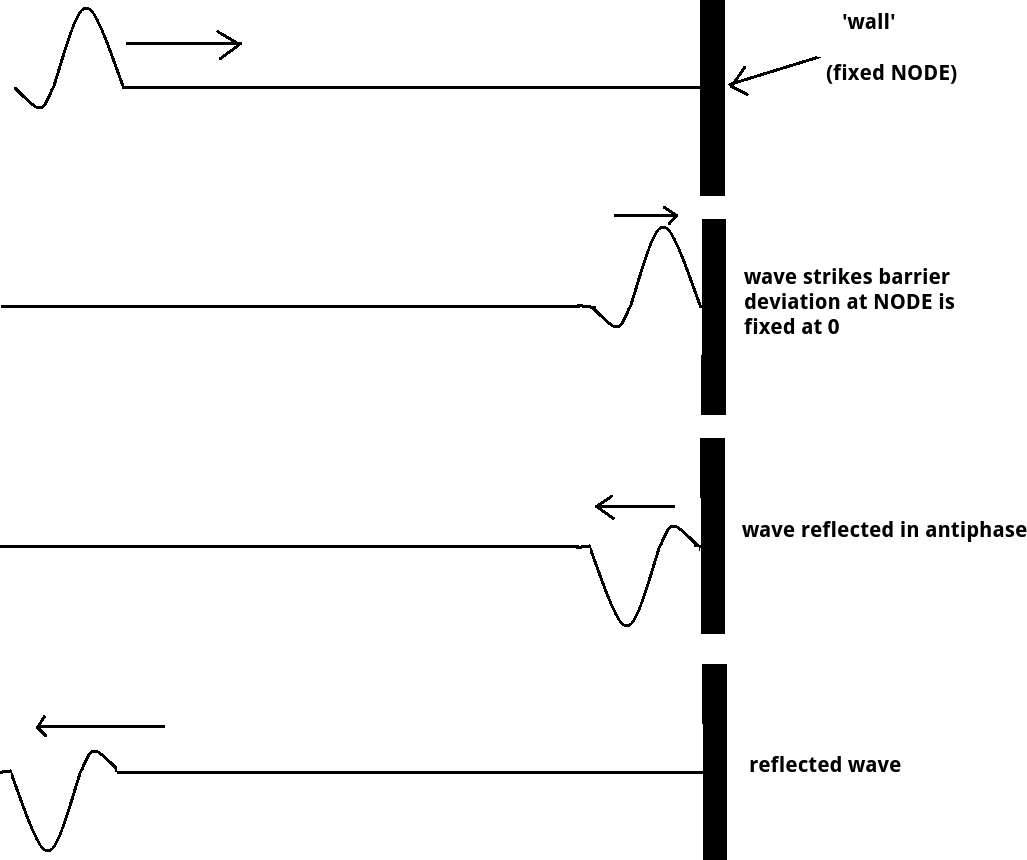 'wall'
(fixed NODE)
wave strikes barrier
deviation at NODE is
fixed at 0
wave reflected in antiphase
reflected wave